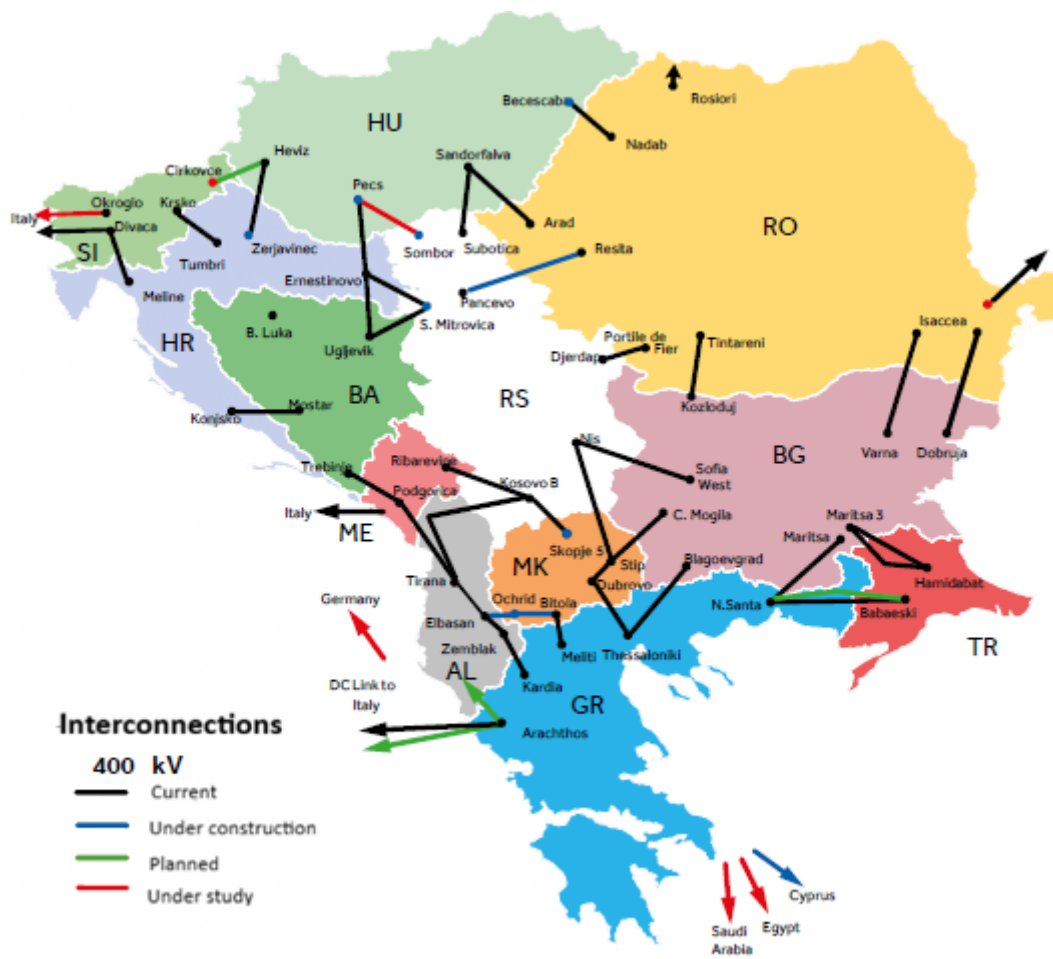 Rosiori
Becescaba
HU
Nadab
Heviz
Sandorfalva
Cirkovce
Pecs
Okroglo
Krsko
Italy
Divaca
Arad
RO
SI
Zerjavinec
Sombor
Subotica
Resita
Tumbri
Ernestinovo
Meline
Pancevo
Isaccea
B. Luka
S. Mitrovica
HR
Ugljevik
Portile de
Fier
Tintareni
Djerdap
BA
RS
Mostar
Kozloduj
Konjsko
Nis
BG
Varna
Dobruja
Trebinje
Ribarevice
Sofia
West
Kosovo B
Podgorica
Italy
ME
C. Mogila
Maritsa 3
Maritsa
Skopje 5
MK
Stip
Blagoevgrad
Tirana
Dubrovo
Hamidabat
Ochrid
Bitola
N.Santa
Babaeski
Germany
Elbasan
Zemblak
Meliti
Thessaloniki
TR
AL
Kardia
DC Link to
Italy
GR
Arachthos
Interconnections
400 kV
Current
Under construction
Planned
Under study
Cyprus
Egypt
Saudi
Arabia